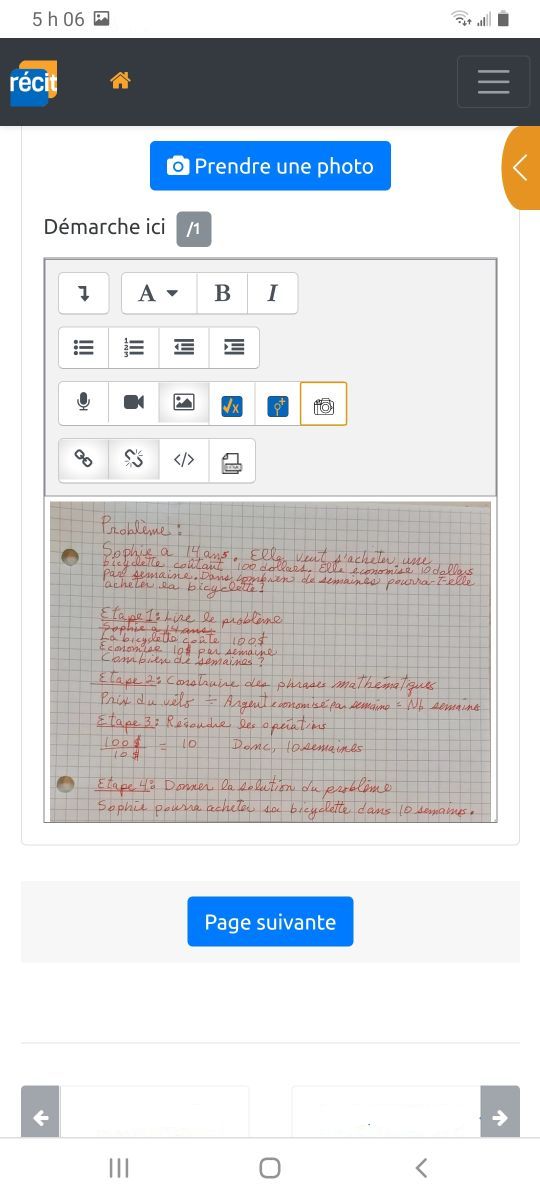 5 h 06
récit
Prendre une photo
Démarche ici /1
A B I
</>
Problème :
Sophie a 14 ans. Elle veut s'acheter une
bicyclette coûtant 100 dollars. Elle économise 10 dollars
par semaine. Dans combien de semaines pourra-t-elle
acheter sa bicyclette?
Étape 1: Lire le problème
Sophie a 14 ans.
La bicyclette coûte 100$
Économise 10$ par semaine
Combien de semaines ?
Étape 2: Construire des phrases mathématiques
Prix du vélo ÷ Argent économisé par semaine = Nb semaines
Étape 3: Résoudre les opérations
100 $ = 10 Donc, 10 semaines
10 $
Étape 4: Donner la solution du problème
Sophie pourra acheter sa bicyclette dans 10 semaines.
Page suivante